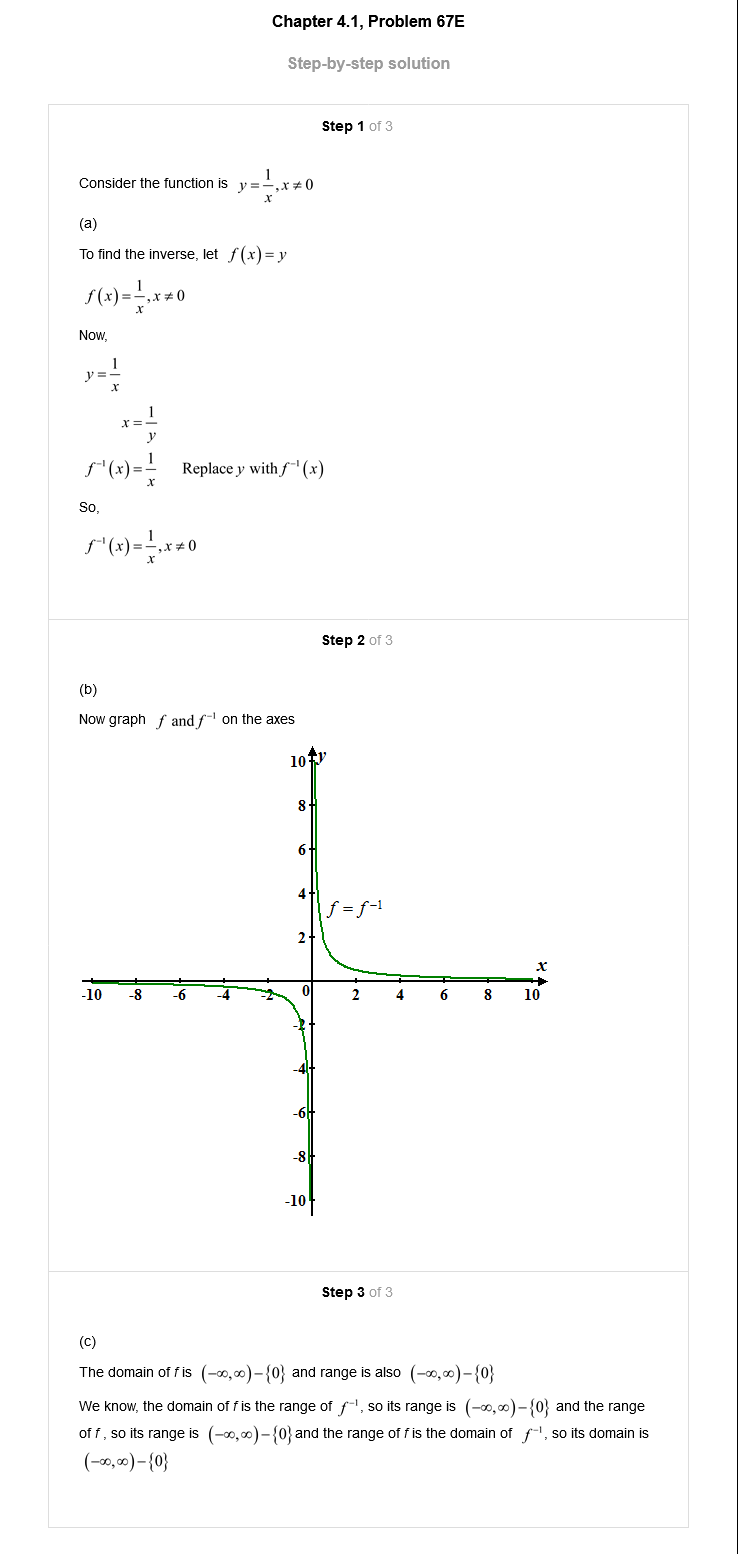 Chapter 4.1, Problem 67E
Step-by-step solution
Step 1 of 3
Consider the function is y = 1/x, x ≠ 0
(a)
To find the inverse, let f(x) = y
f(x) = 1/x, x ≠ 0
Now,
y = 1/x
x = 1/y
f⁻¹(x) = 1/x Replace y with f⁻¹(x)
So,
f⁻¹(x) = 1/x, x ≠ 0
Step 2 of 3
(b)
Now graph f and f⁻¹ on the axes
10 y
8
6
4
f = f⁻¹
2
x
-10 -8 -6 -4 -2 0 2 4 6 8 10
-2
-4
-6
-8
-10
Step 3 of 3
(c)
The domain of f is (−∞,∞)−{0} and range is also (−∞,∞)−{0}
We know, the domain of f is the range of f⁻¹, so its range is (−∞,∞)−{0} and the range
of f , so its range is (−∞,∞)−{0} and the range of f is the domain of f⁻¹, so its domain is
(−∞,∞)−{0}